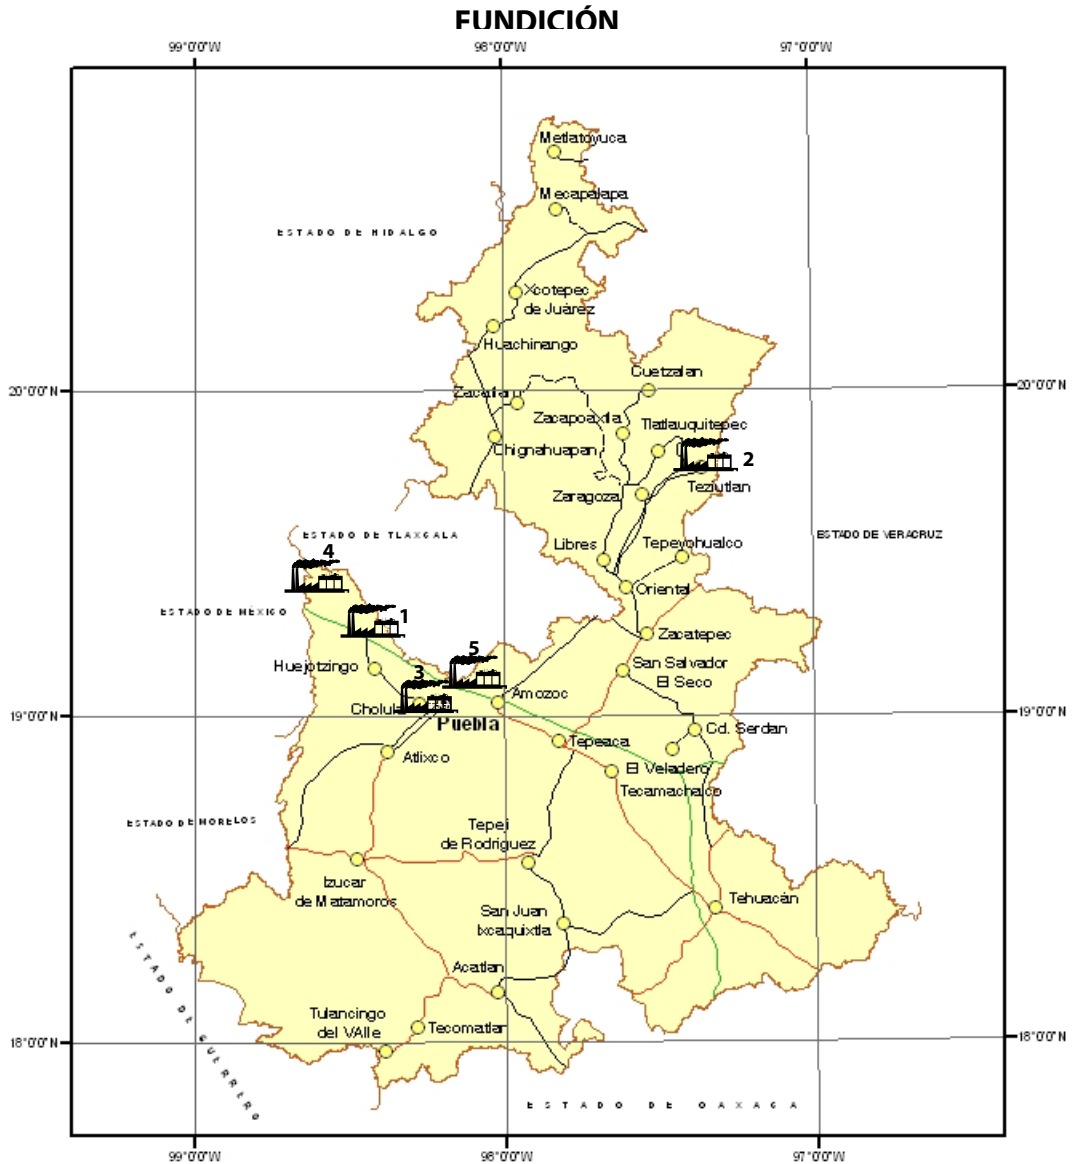 FUNDICIÓN
99°0'0"W 98°0'0"W 97°0'0"W
Metlatoyuca
Mecapalapa
ESTADO DE HIDALGO
Xcotepec
de Juárez
Huachinango
Cuetzalan
20°0'0"N 20°0'0"N
Zacatlan
Zacapoaxtla
Tlatlauquitepec
Chignahuapan
2
Teziutlan
Zaragoza
ESTADO DE TLAXCALA
ESTADO DE VERACRUZ
Libres
Tepeyohualco
4
Oriental
ESTADO DE MÉXICO
1
Zacatepec
5
Huejotzingo
San Salvador
El Seco
3
Amozoc
Cholula
19°0'0"N 19°0'0"N
Puebla
Cd. Serdan
Tepeaca
Atlixco
El Veladero
Tecamachalco
ESTADO DE MORELOS
Tepeji
de Rodriguez
Izucar
de Matamoros
Tehuacán
San Juan
Ixcaquixtla
ESTADO DE GUERRERO
Acatlan
Tulancingo
del VAlle
Tecomatlan
18°0'0"N 18°0'0"N
ESTADO DE OAXACA
99°0'0"W 98°0'0"W 97°0'0"W